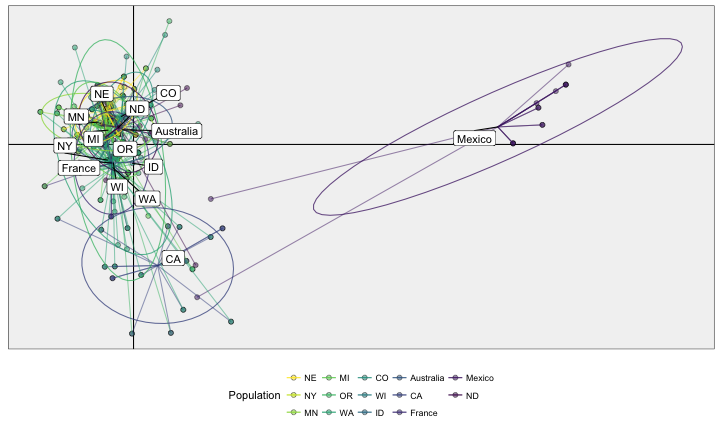 NE
CO
ND
MN
Australia
MI
Mexico
NY
OR
France
ID
WI
WA
CA
NE MI CO Australia Mexico
Population NY OR WI CA ND
MN WA ID France